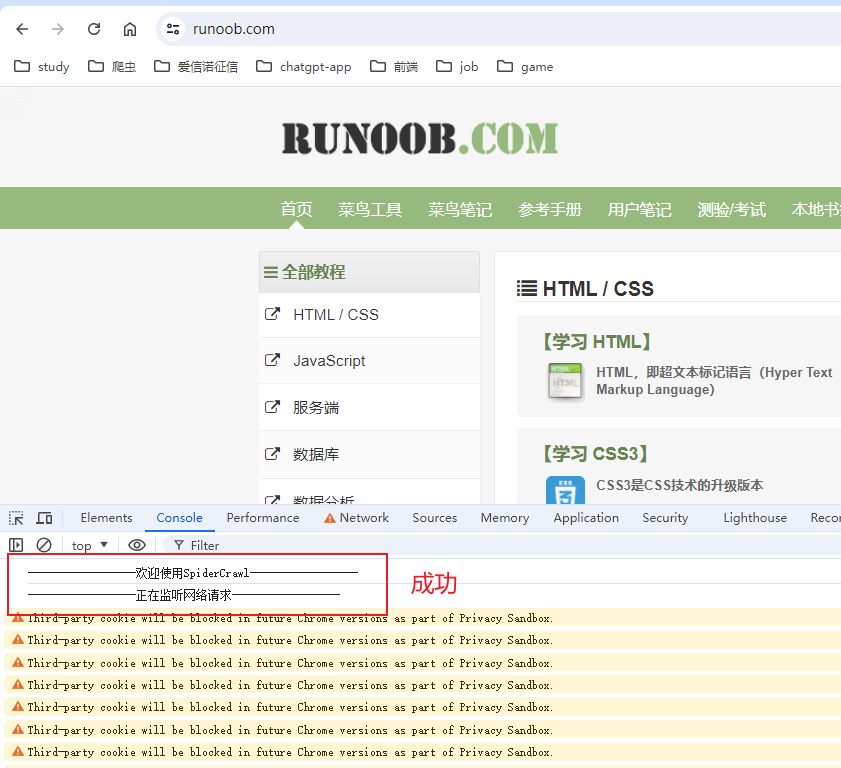 runoob.com
study 爬虫 爱信诺征信 chatgpt-app 前端 job game
RUNOOB.COM
首页 菜鸟工具 菜鸟笔记 参考手册 用户笔记 测验/考试 本地书
全部教程
HTML / CSS
JavaScript
服务端
数据库
数据分析
HTML / CSS
【学习 HTML】
HTML
HTML，即超文本标记语言（Hyper Text
Markup Language)
【学习 CSS3】
CSS3是CSS技术的升级版本
Elements Console Performance Network Sources Memory Application Security Lighthouse Recor
top Filter
——————————欢迎使用SpiderCrawl——————————
——————————正在监听网络请求——————————
成功
Third-party cookie will be blocked in future Chrome versions as part of Privacy Sandbox.
Third-party cookie will be blocked in future Chrome versions as part of Privacy Sandbox.
Third-party cookie will be blocked in future Chrome versions as part of Privacy Sandbox.
Third-party cookie will be blocked in future Chrome versions as part of Privacy Sandbox.
Third-party cookie will be blocked in future Chrome versions as part of Privacy Sandbox.
Third-party cookie will be blocked in future Chrome versions as part of Privacy Sandbox.
Third-party cookie will be blocked in future Chrome versions as part of Privacy Sandbox.